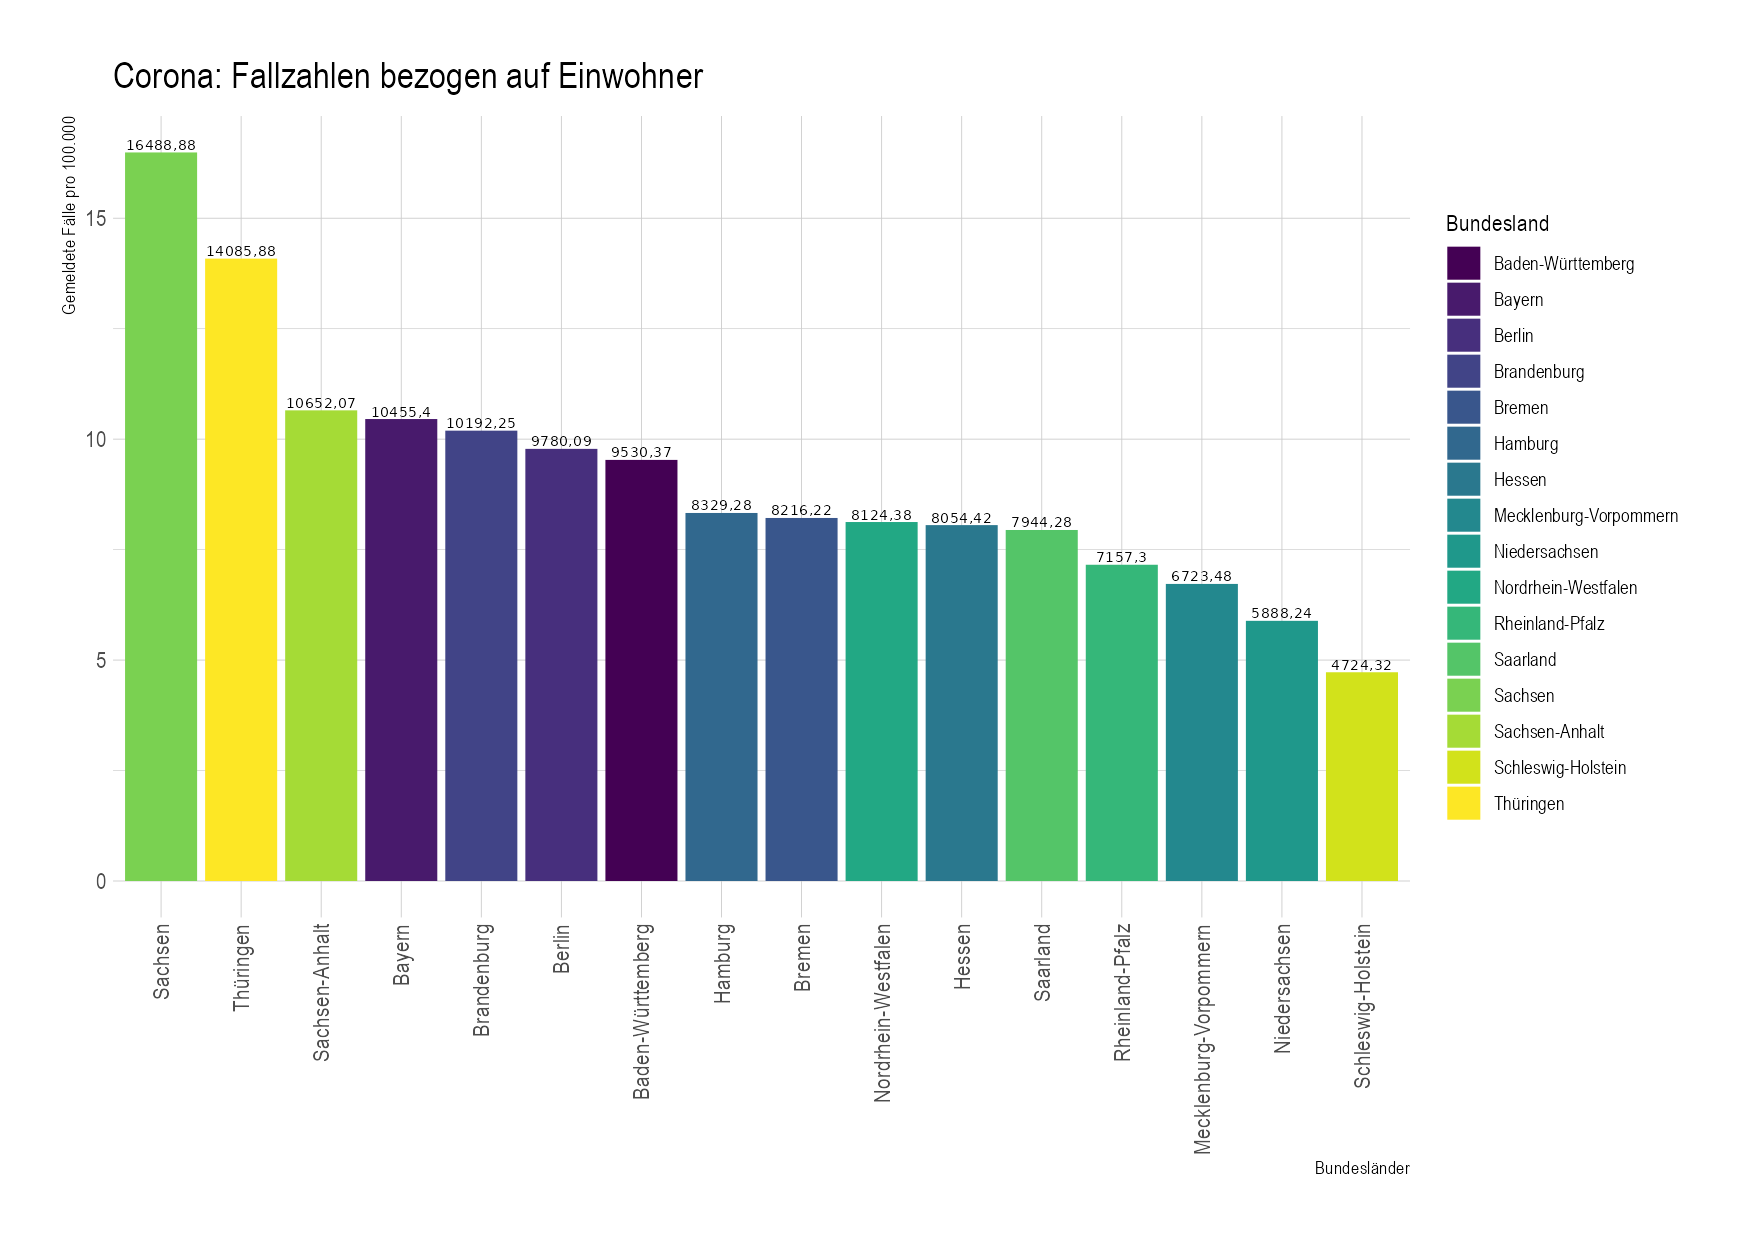 Corona: Fallzahlen bezogen auf Einwohner
Gemeldete Fälle pro 100.000
15
10
5
0
16488,88
14085,88
10652,07
10455,4
10192,25
9780,09
9530,37
8329,28
8216,22
8124,38
8054,42
7944,28
7157,3
6723,48
5888,24
4724,32
Sachsen
Thüringen
Sachsen-Anhalt
Bayern
Brandenburg
Berlin
Baden-Württemberg
Hamburg
Bremen
Nordrhein-Westfalen
Hessen
Saarland
Rheinland-Pfalz
Mecklenburg-Vorpommern
Niedersachsen
Schleswig-Holstein
Bundesländer
Bundesland
Baden-Württemberg
Bayern
Berlin
Brandenburg
Bremen
Hamburg
Hessen
Mecklenburg-Vorpommern
Niedersachsen
Nordrhein-Westfalen
Rheinland-Pfalz
Saarland
Sachsen
Sachsen-Anhalt
Schleswig-Holstein
Thüringen